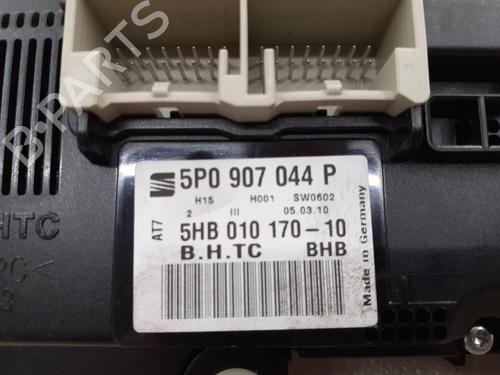 B-PARTS
5P0 907 044 P
H15 H001 SW0602
2 III 05.03.10
AT7
5HB 010 170-10
B.H.TC BHB
Made in Germany
HTC
PC<